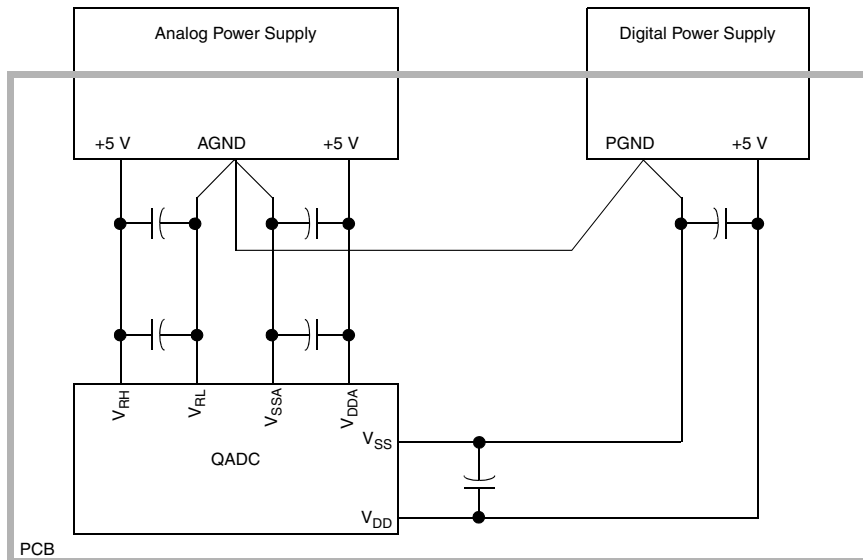 Analog Power Supply
Digital Power Supply
+5 V
AGND
+5 V
PGND
+5 V
VRH
VRL
VSSA
VDDA
VSS
QADC
VDD
PCB